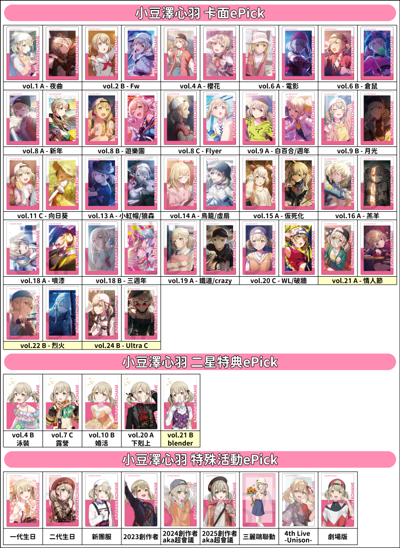 小豆澤心羽 卡面ePick
vol.1 A - 夜曲
vol.2 B - Fw
vol.4 A - 櫻花
vol.6 A - 電影
vol.6 B - 倉鼠
vol.8 A - 新年
vol.8 B - 遊樂園
vol.8 C - Flyer
vol.9 A - 白百合/週年
vol.9 B - 月光
vol.11 C - 向日葵
vol.13 A - 小紅帽/狼森
vol.14 A - 鳥籠/虛扇
vol.15 A - 仮死化
vol.16 A - 羔羊
vol.18 A - 噴漆
vol.18 B - 三週年
vol.19 A - 鐵道/crazy
vol.20 C - WL/破牆
vol.21 A - 情人節
vol.22 B - 烈火
vol.24 B - Ultra C
小豆澤心羽 二星特典ePick
vol.4 B
泳裝
vol.7 C
露營
vol.10 B
婚活
vol.20 A
下剋上
vol.21 B
blender
小豆澤心羽 特殊活動ePick
一代生日
二代生日
新團服
2023創作者
2024創作者
aka超會議
2025創作者
aka超會議
三麗鷗聯動
4th Live
-Unison-
劇場版